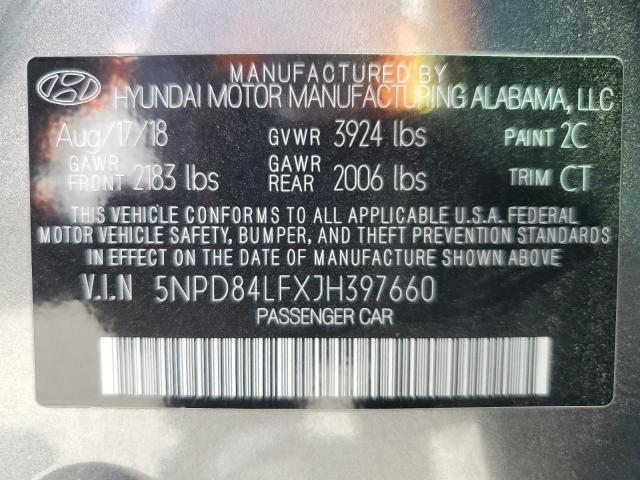 MANUFACTURED BY
HYUNDAI MOTOR MANUFACTURING ALABAMA, LLC
Aug/17/18 GVWR 3924 lbs PAINT 2C
GAWR FRONT 2183 lbs GAWR REAR 2006 lbs TRIM CT
THIS VEHICLE CONFORMS TO ALL APPLICABLE U.S.A. FEDERAL
MOTOR VEHICLE SAFETY, BUMPER, AND THEFT PREVENTION STANDARDS
IN EFFECT ON THE DATE OF MANUFACTURE SHOWN ABOVE.
V.I.N 5NPD84LFXJH397660
PASSENGER CAR